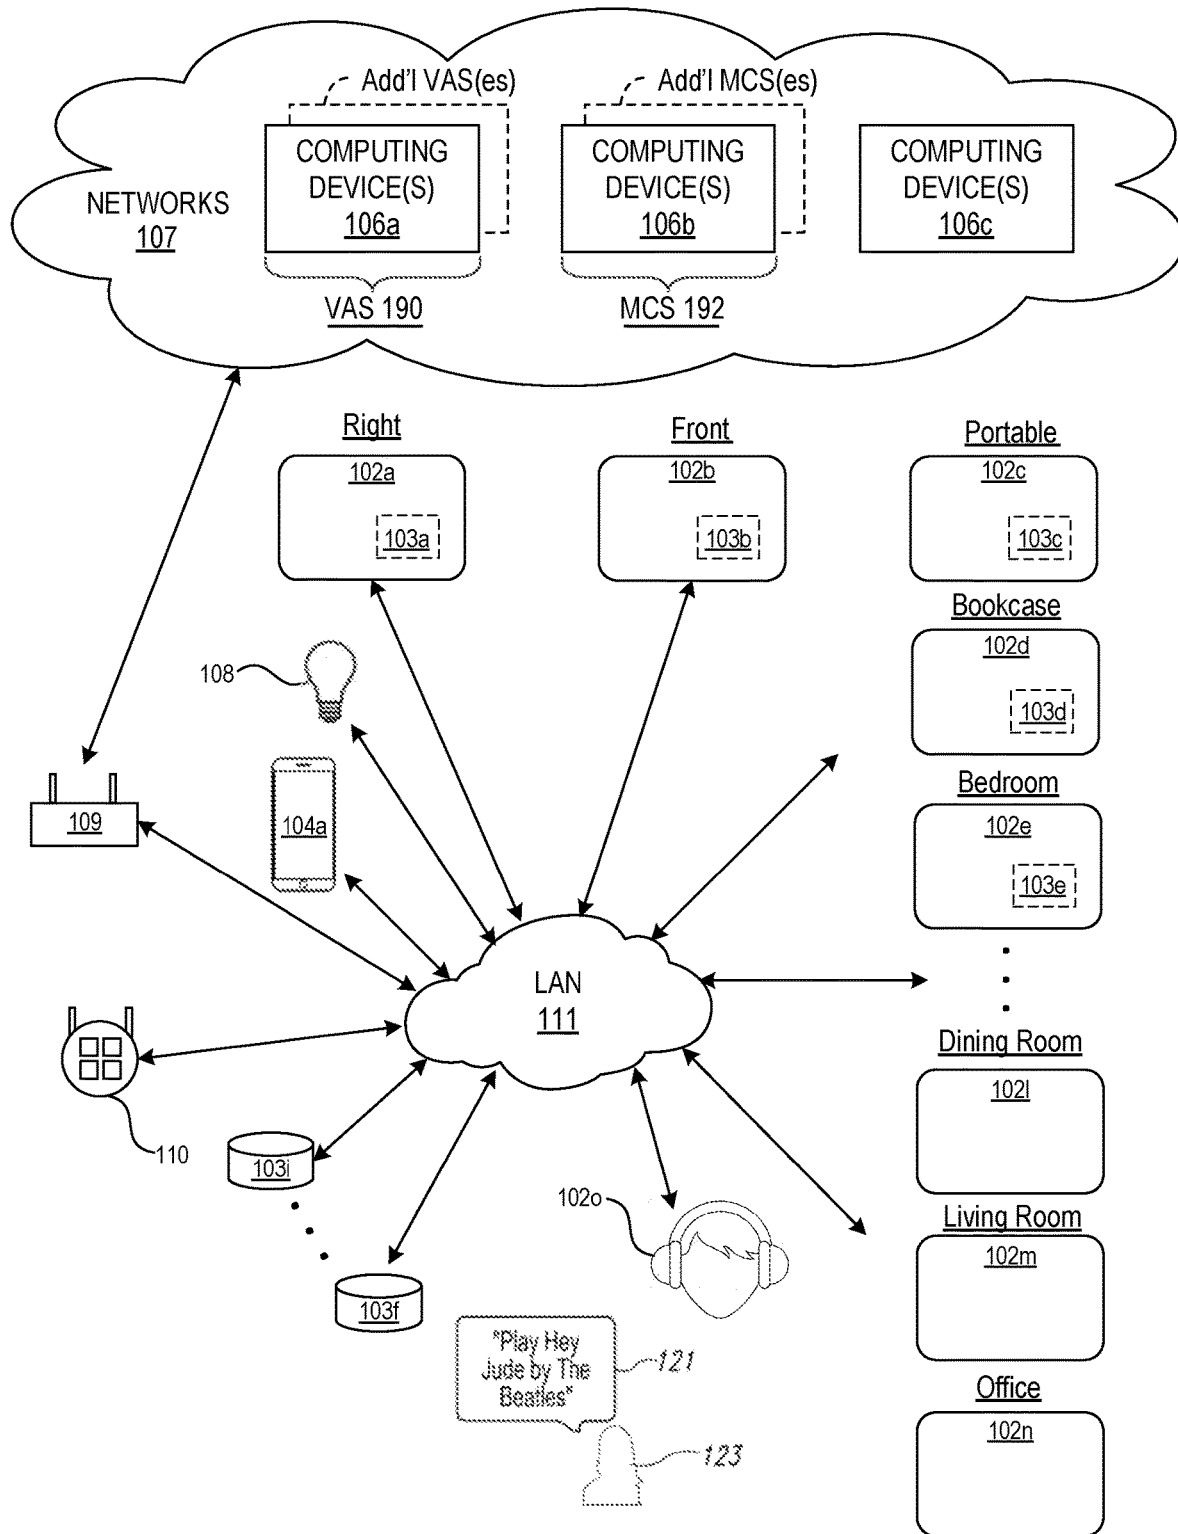 Add'l VAS(es)
Add'l MCS(es)
COMPUTING
DEVICE(S)
106a
COMPUTING
DEVICE(S)
106b
COMPUTING
DEVICE(S)
106c
NETWORKS
107
VAS 190
MCS 192
Right
102a
103a
Front
102b
103b
Portable
102c
103c
Bookcase
102d
103d
Bedroom
102e
103e
108
104a
109
LAN
111
110
103i
103f
102o
Dining Room
102l
Living Room
102m
Office
102n
"Play Hey
Jude by The
Beatles"
121
123